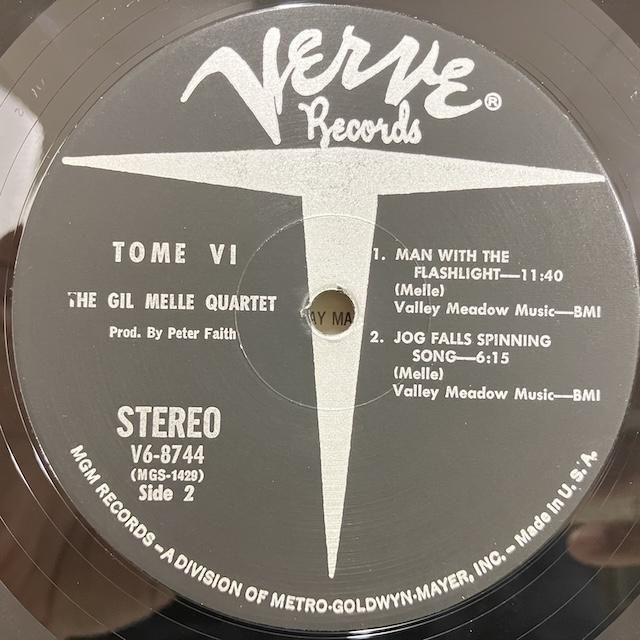 VERVE®
Records
TOME VI
THE GIL MELLE QUARTET
Prod. By Peter Faith
1. MAN WITH THE
FLASHLIGHT—11:40
(Melle)
Valley Meadow Music—BMI
2. JOG FALLS SPINNING
SONG—6:15
(Melle)
Valley Meadow Music—BMI
STEREO
V6-8744
(MGS-1429)
Side 2
MGM RECORDS – A DIVISION OF METRO-GOLDWYN-MAYER, INC. – Made in U.S.A.